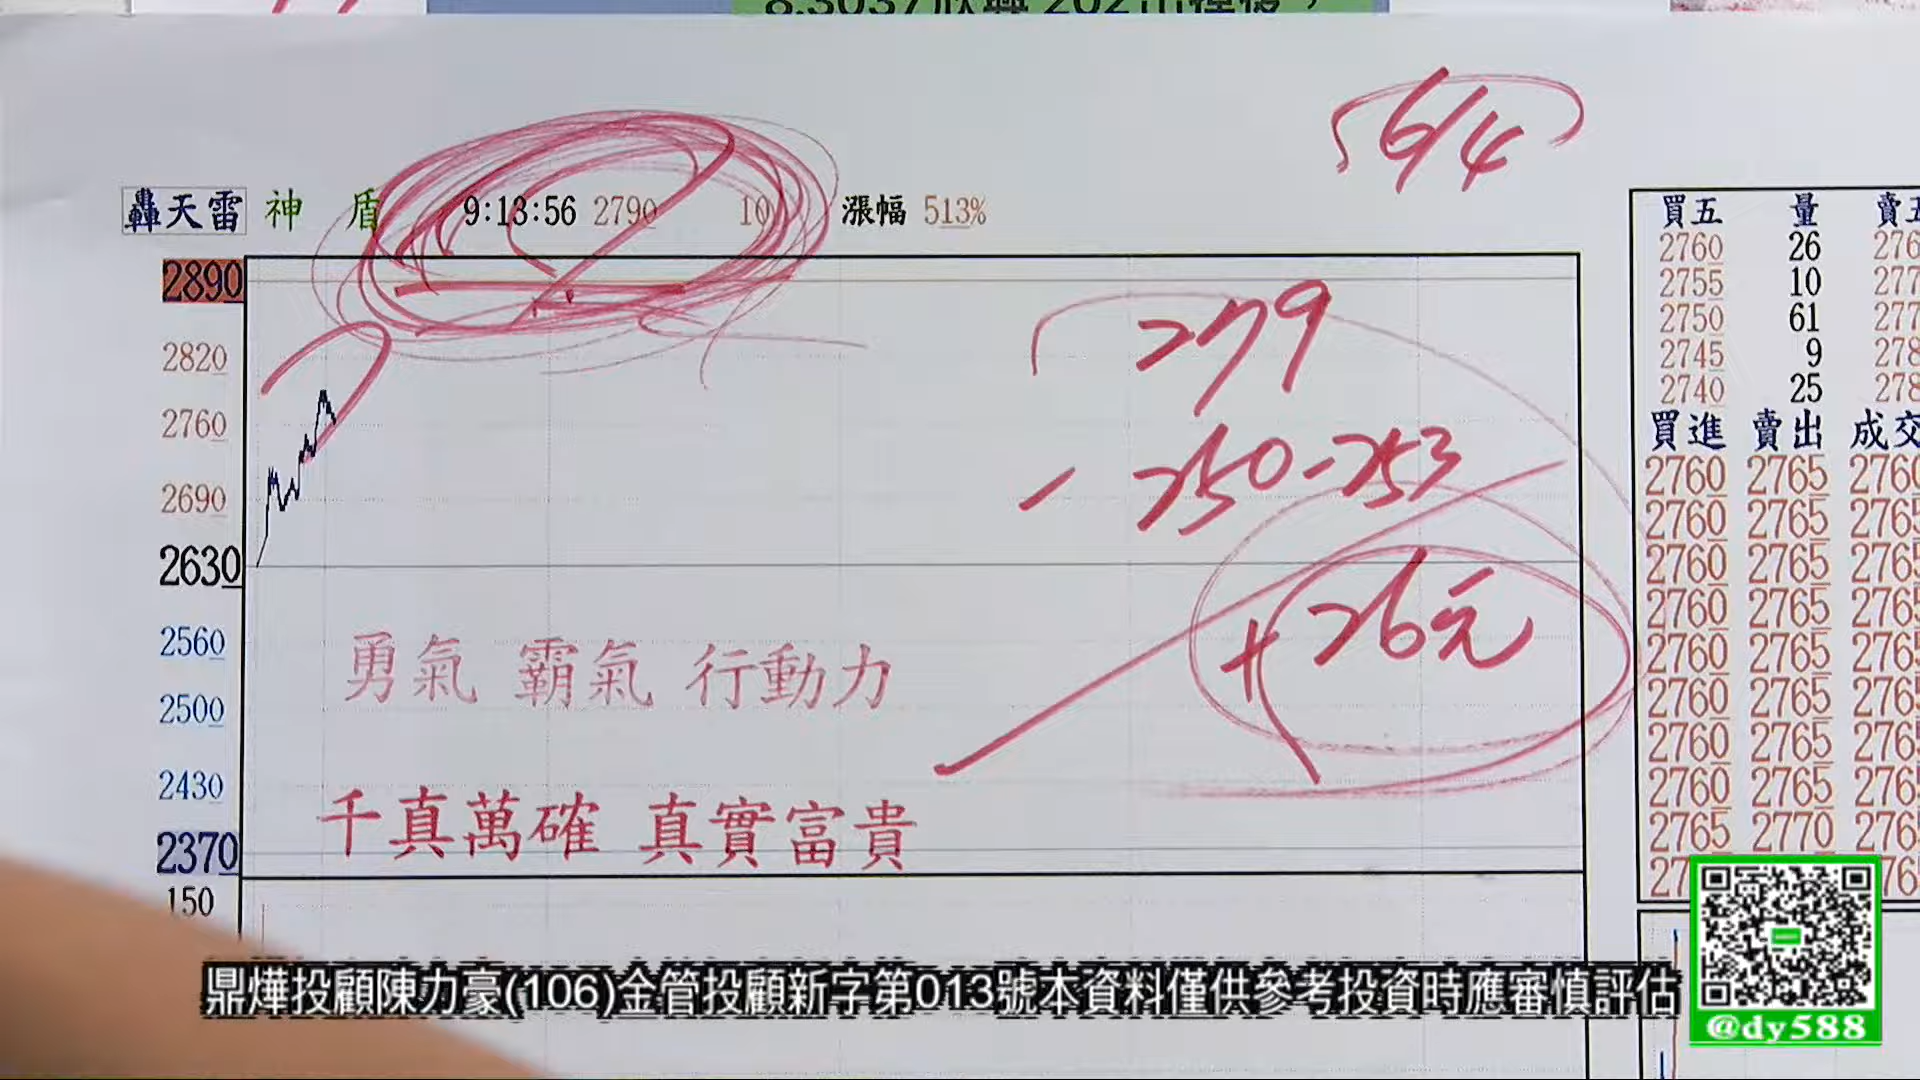 (6/4)
轟天雷 神 盾 9:13:56 2790 10 漲幅 513%
2890
2820
2760
2690
2630
2560
2500
2430
2370
150
279
- 250-253
+26元
勇氣 霸氣 行動力
千真萬確 真實富貴
買五 量
2760 26
2755 10
2750 61
2745 9
2740 25
買進 賣出 成交
2760 2765 2760
2760 2765
2760 2765
2760 2765
2760 2765
2760 2765
2760 2765
2760 2765
2765 2770
鼎燁投顧陳力豪(106)金管投顧新字第013號本資料僅供參考投資時應審慎評估
@dy588